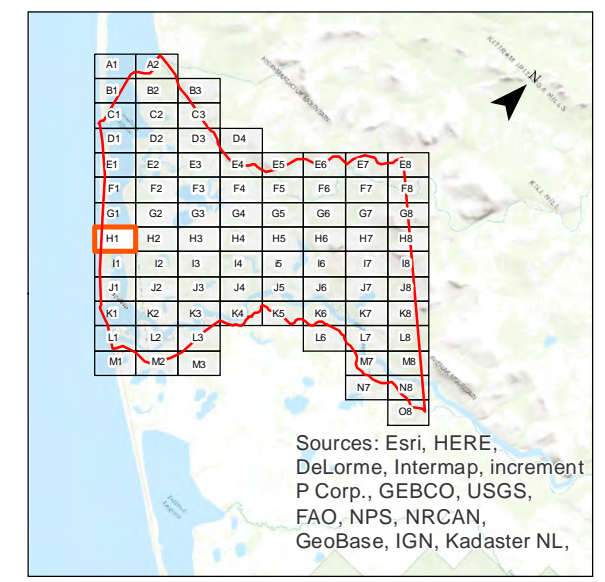 KITIRAM IPIENGA HILLS
N
A1 A2
B1 B2 B3
C1 C2 C3
D1 D2 D3 D4
E1 E2 E3 E4 E5 E6 E7 E8
KILI HILL
F1 F2 F3 F4 F5 F6 F7 F8
G1 G2 G3 G4 G5 G6 G7 G8
H1 H2 H3 H4 H5 H6 H7 H8
I1 I2 I3 I4 i5 I6 I7 I8
J1 J2 J3 J4 J5 J6 J7 J8
K1 K2 K3 K4 K5 K6 K7 K8
L1 L2 L3 L6 L7 L8
M1 M2 M3 M7 M8
N7 N8
O8
Sources: Esri, HERE,
DeLorme, Intermap, increment
P Corp., GEBCO, USGS,
FAO, NPS, NRCAN,
GeoBase, IGN, Kadaster NL,